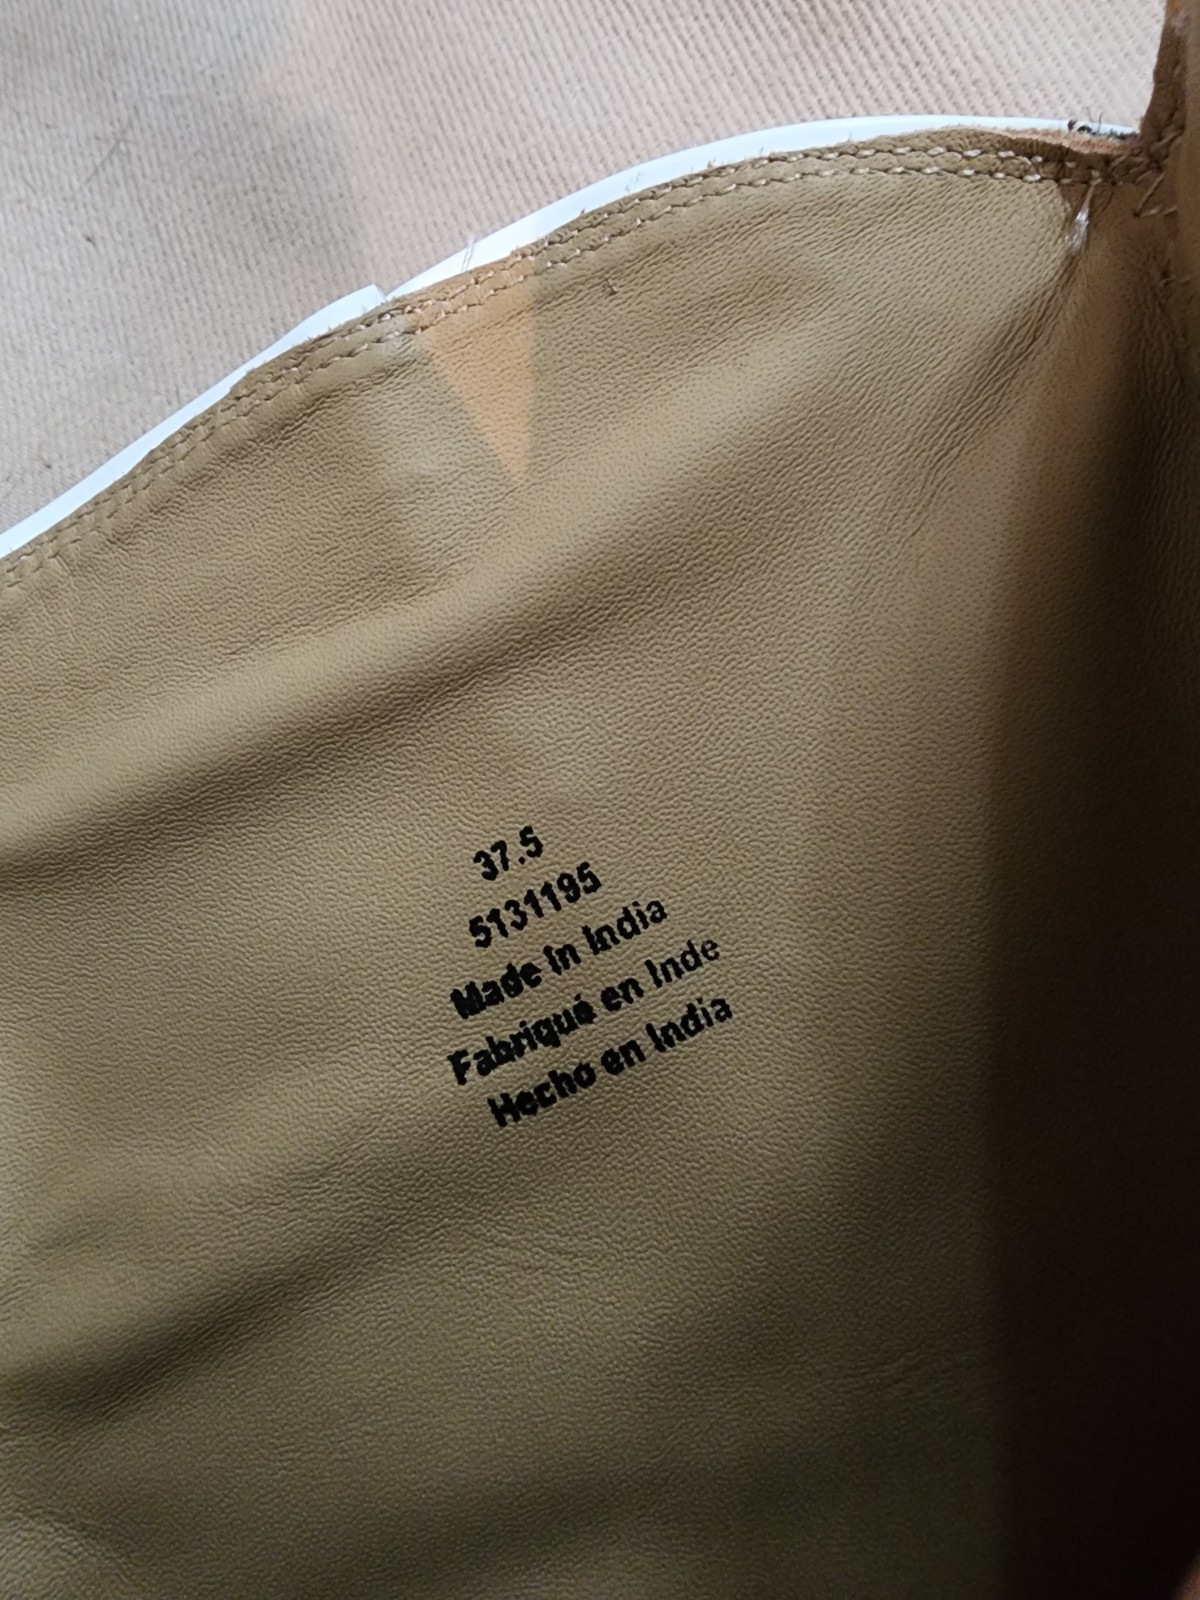 37.5
5131195
Made In India
Fabriqué en Inde
Hecho en India